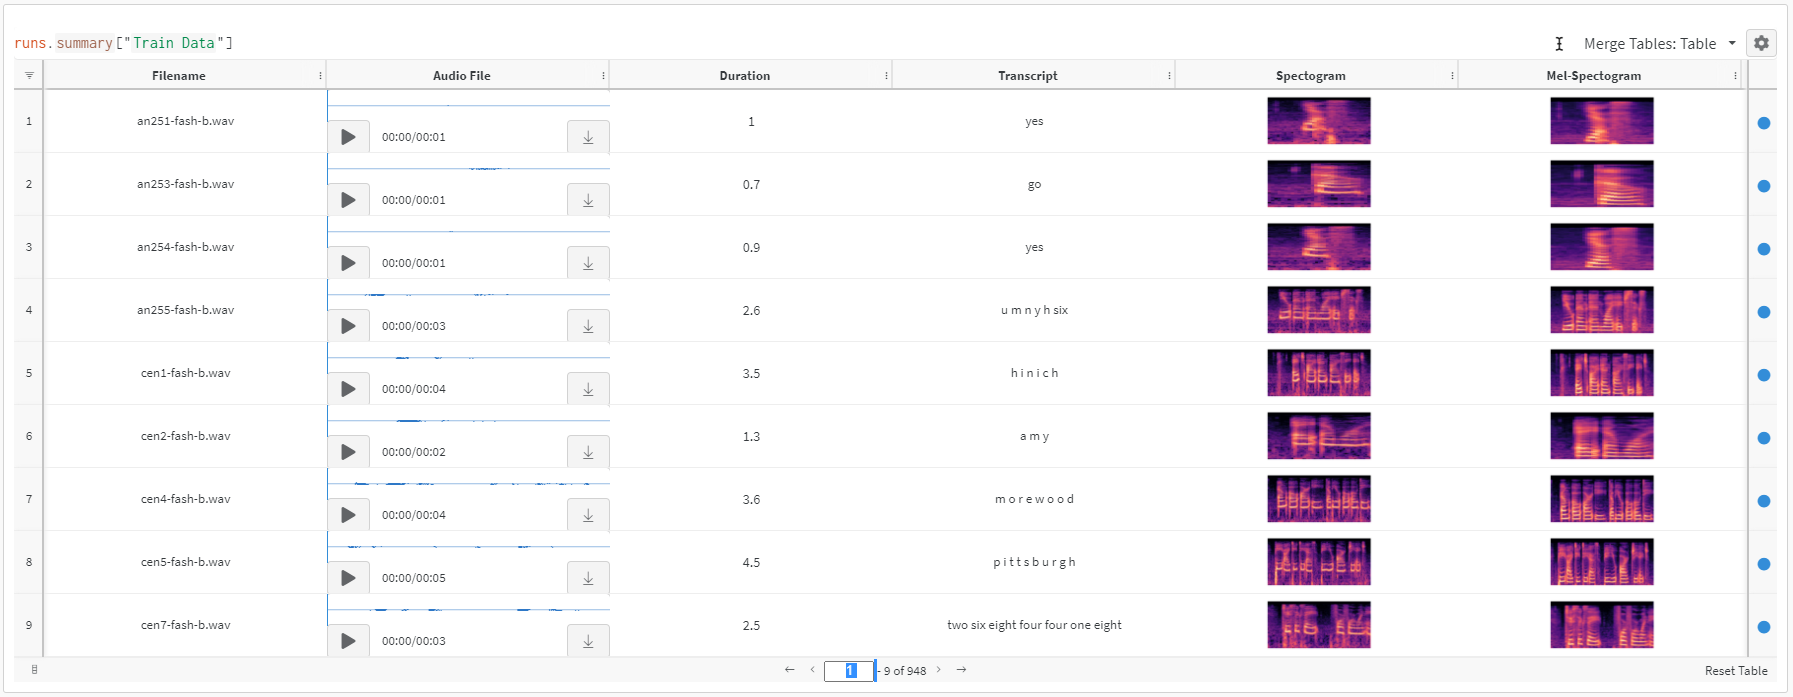 runs.summary["Train Data"]
Merge Tables: Table
Filename Audio File Duration Transcript Spectogram Mel-Spectogram
1 an251-fash-b.wav 00:00/00:01 1 yes
2 an253-fash-b.wav 00:00/00:01 0.7 go
3 an254-fash-b.wav 00:00/00:01 0.9 yes
4 an255-fash-b.wav 00:00/00:03 2.6 u m n y h six
5 cen1-fash-b.wav 00:00/00:04 3.5 h i n i c h
6 cen2-fash-b.wav 00:00/00:02 1.3 a m y
7 cen4-fash-b.wav 00:00/00:04 3.6 m o r e w o o d
8 cen5-fash-b.wav 00:00/00:05 4.5 p i t t s b u r g h
9 cen7-fash-b.wav 00:00/00:03 2.5 two six eight four four one eight
1 - 9 of 948
Reset Table